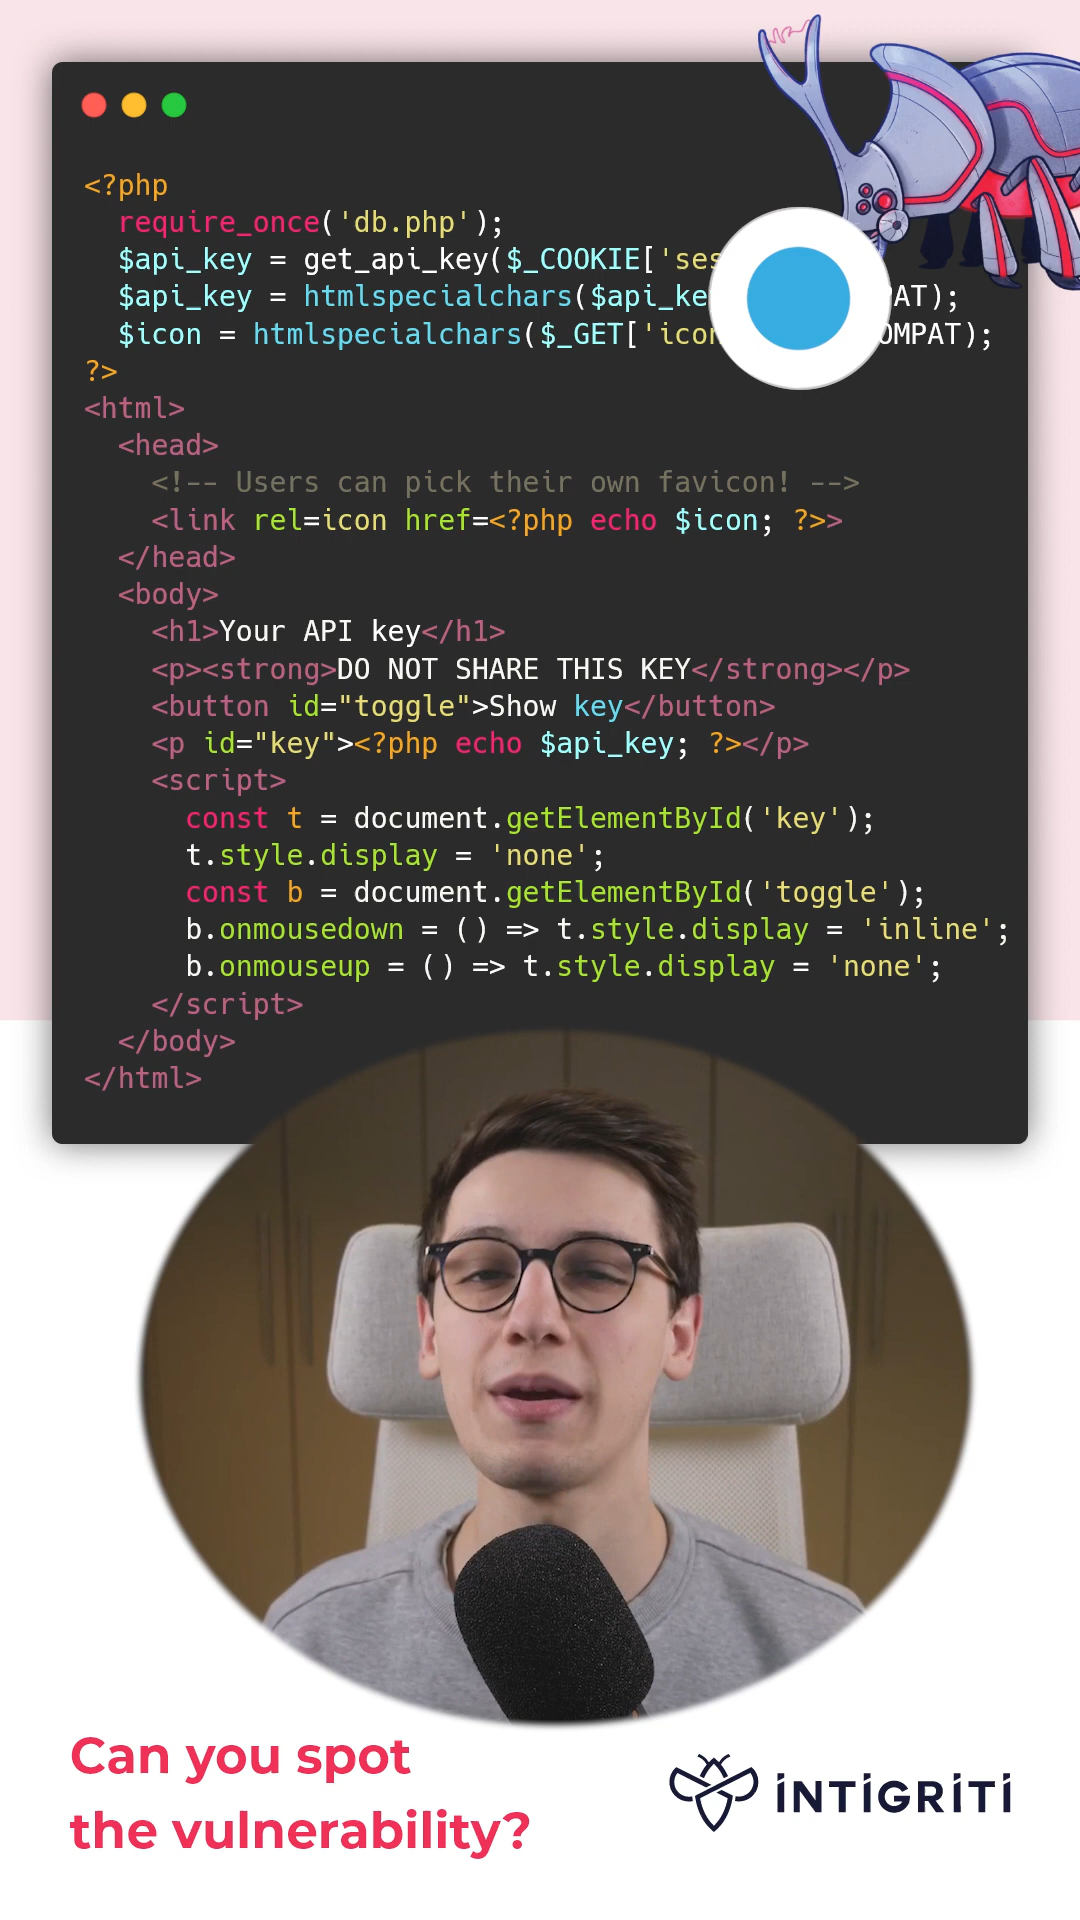 <?php
  require_once('db.php');
  $api_key = get_api_key($_COOKIE['ses
  $api_key = htmlspecialchars($api_ke AT);
  $icon = htmlspecialchars($_GET['icon OMPAT);
?>
<html>
  <head>
    <!-- Users can pick their own favicon! -->
    <link rel=icon href=<?php echo $icon; ?>>
  </head>
  <body>
    <h1>Your API key</h1>
    <p><strong>DO NOT SHARE THIS KEY</strong></p>
    <button id="toggle">Show key</button>
    <p id="key"><?php echo $api_key; ?></p>
    <script>
      const t = document.getElementById('key');
      t.style.display = 'none';
      const b = document.getElementById('toggle');
      b.onmousedown = () => t.style.display = 'inline';
      b.onmouseup = () => t.style.display = 'none';
    </script>
  </body>
</html>
Can you spot
the vulnerability?
INTIGRITI